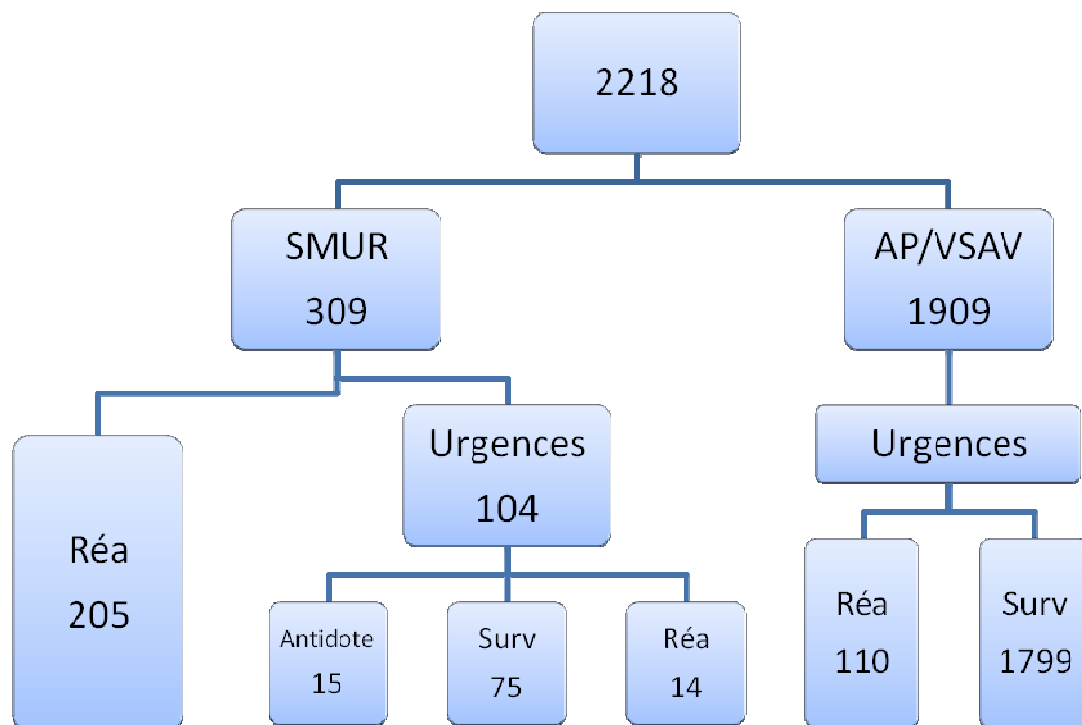 2218
SMUR
309
AP/VSAV
1909
Réa
205
Urgences
104
Urgences
Antidote
15
Surv
75
Réa
14
Réa
110
Surv
1799